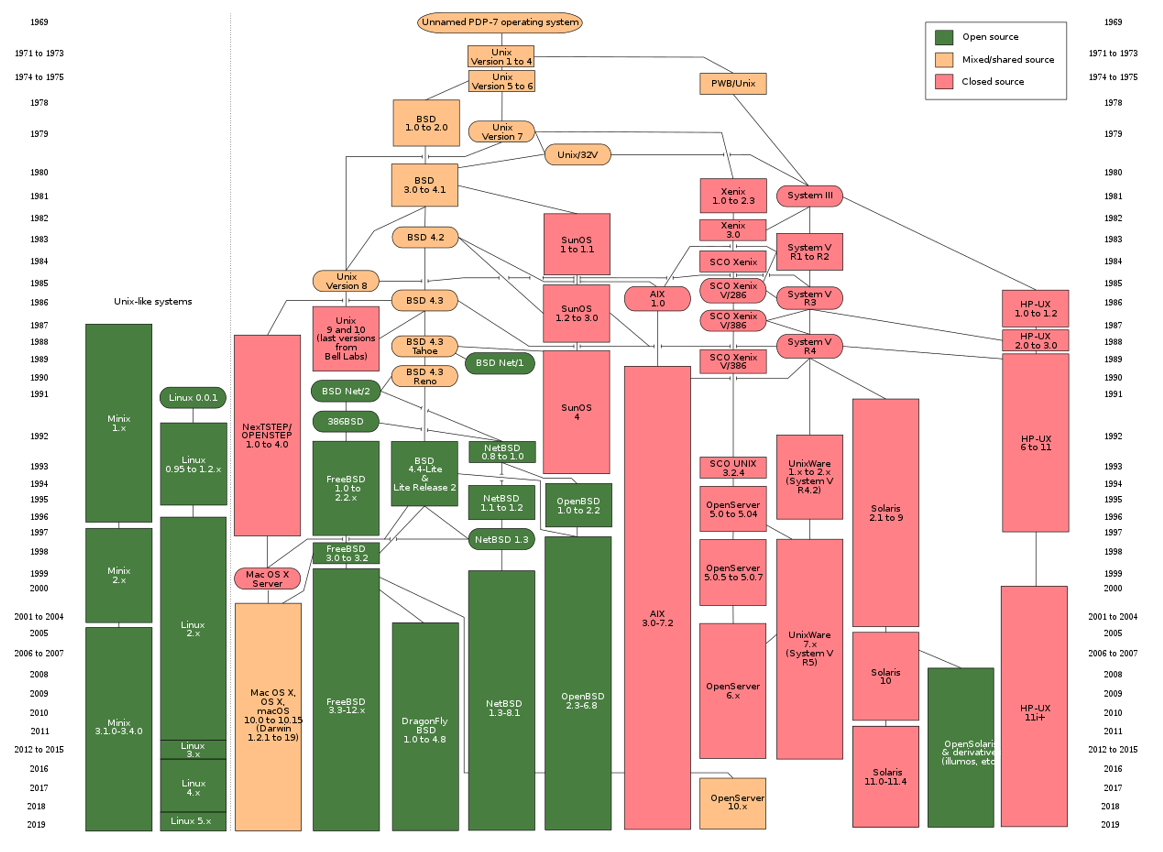 1969
1971 to 1973
1974 to 1975
1978
1979
1980
1981
1982
1983
1984
1985
1986
1987
1988
1989
1990
1991
1992
1993
1994
1995
1996
1997
1998
1999
2000
2001 to 2004
2005
2006 to 2007
2008
2009
2010
2011
2012 to 2015
2016
2017
2018
2019
Unix-like systems
Minix
1.x
Minix
2.x
Minix
3.1.0-3.4.0
Linux 0.0.1
Linux
0.95 to 1.2.x
Linux
2.x
Linux
3.x
Linux
4.x
Linux 5.x
Unnamed PDP-7 operating system
Unix
Version 1 to 4
Unix
Version 5 to 6
PWB/Unix
BSD
1.0 to 2.0
Unix
Version 7
Unix/32V
BSD
3.0 to 4.1
Xenix
1.0 to 2.3
System III
Xenix
3.0
BSD 4.2
SunOS
1 to 1.1
System V
R1 to R2
SCO Xenix
Unix
Version 8
SCO Xenix
V/286
AIX
1.0
System V
R3
BSD 4.3
SunOS
1.2 to 3.0
HP-UX
1.0 to 1.2
Unix
9 and 10
(last versions
from
Bell Labs)
SCO Xenix
V/386
HP-UX
2.0 to 3.0
BSD 4.3
Tahoe
System V
R4
BSD Net/1
SCO Xenix
V/386
BSD 4.3
Reno
BSD Net/2
386BSD
NeXTSTEP/
OPENSTEP
1.0 to 4.0
SunOS
4
HP-UX
6 to 11
NetBSD
0.8 to 1.0
BSD
4.4-Lite
&
Lite Release 2
FreeBSD
1.0 to
2.2.x
SCO UNIX
3.2.4
UnixWare
1.x to 2.x
(System V
R4.2)
NetBSD
1.1 to 1.2
OpenBSD
1.0 to 2.2
OpenServer
5.0 to 5.04
Solaris
2.1 to 9
NetBSD 1.3
FreeBSD
3.0 to 3.2
Mac OS X
Server
OpenServer
5.0.5 to 5.0.7
AIX
3.0-7.2
UnixWare
7.x
(System V
R5)
Mac OS X,
OS X,
macOS
10.0 to 10.15
(Darwin
1.2.1 to 19)
FreeBSD
3.3-12.x
DragonFly
BSD
1.0 to 4.8
NetBSD
1.3-8.1
OpenBSD
2.3-6.8
OpenServer
6.x
OpenServer
10.x
Solaris
10
Solaris
11.0-11.4
OpenSolaris
& derivative
(illumos, etc
HP-UX
11i+
Open source
Mixed/shared source
Closed source
1969
1971 to 1973
1974 to 1975
1978
1979
1980
1981
1982
1983
1984
1985
1986
1987
1988
1989
1990
1991
1992
1993
1994
1995
1996
1997
1998
1999
2000
2001 to 2004
2005
2006 to 2007
2008
2009
2010
2011
2012 to 2015
2016
2017
2018
2019